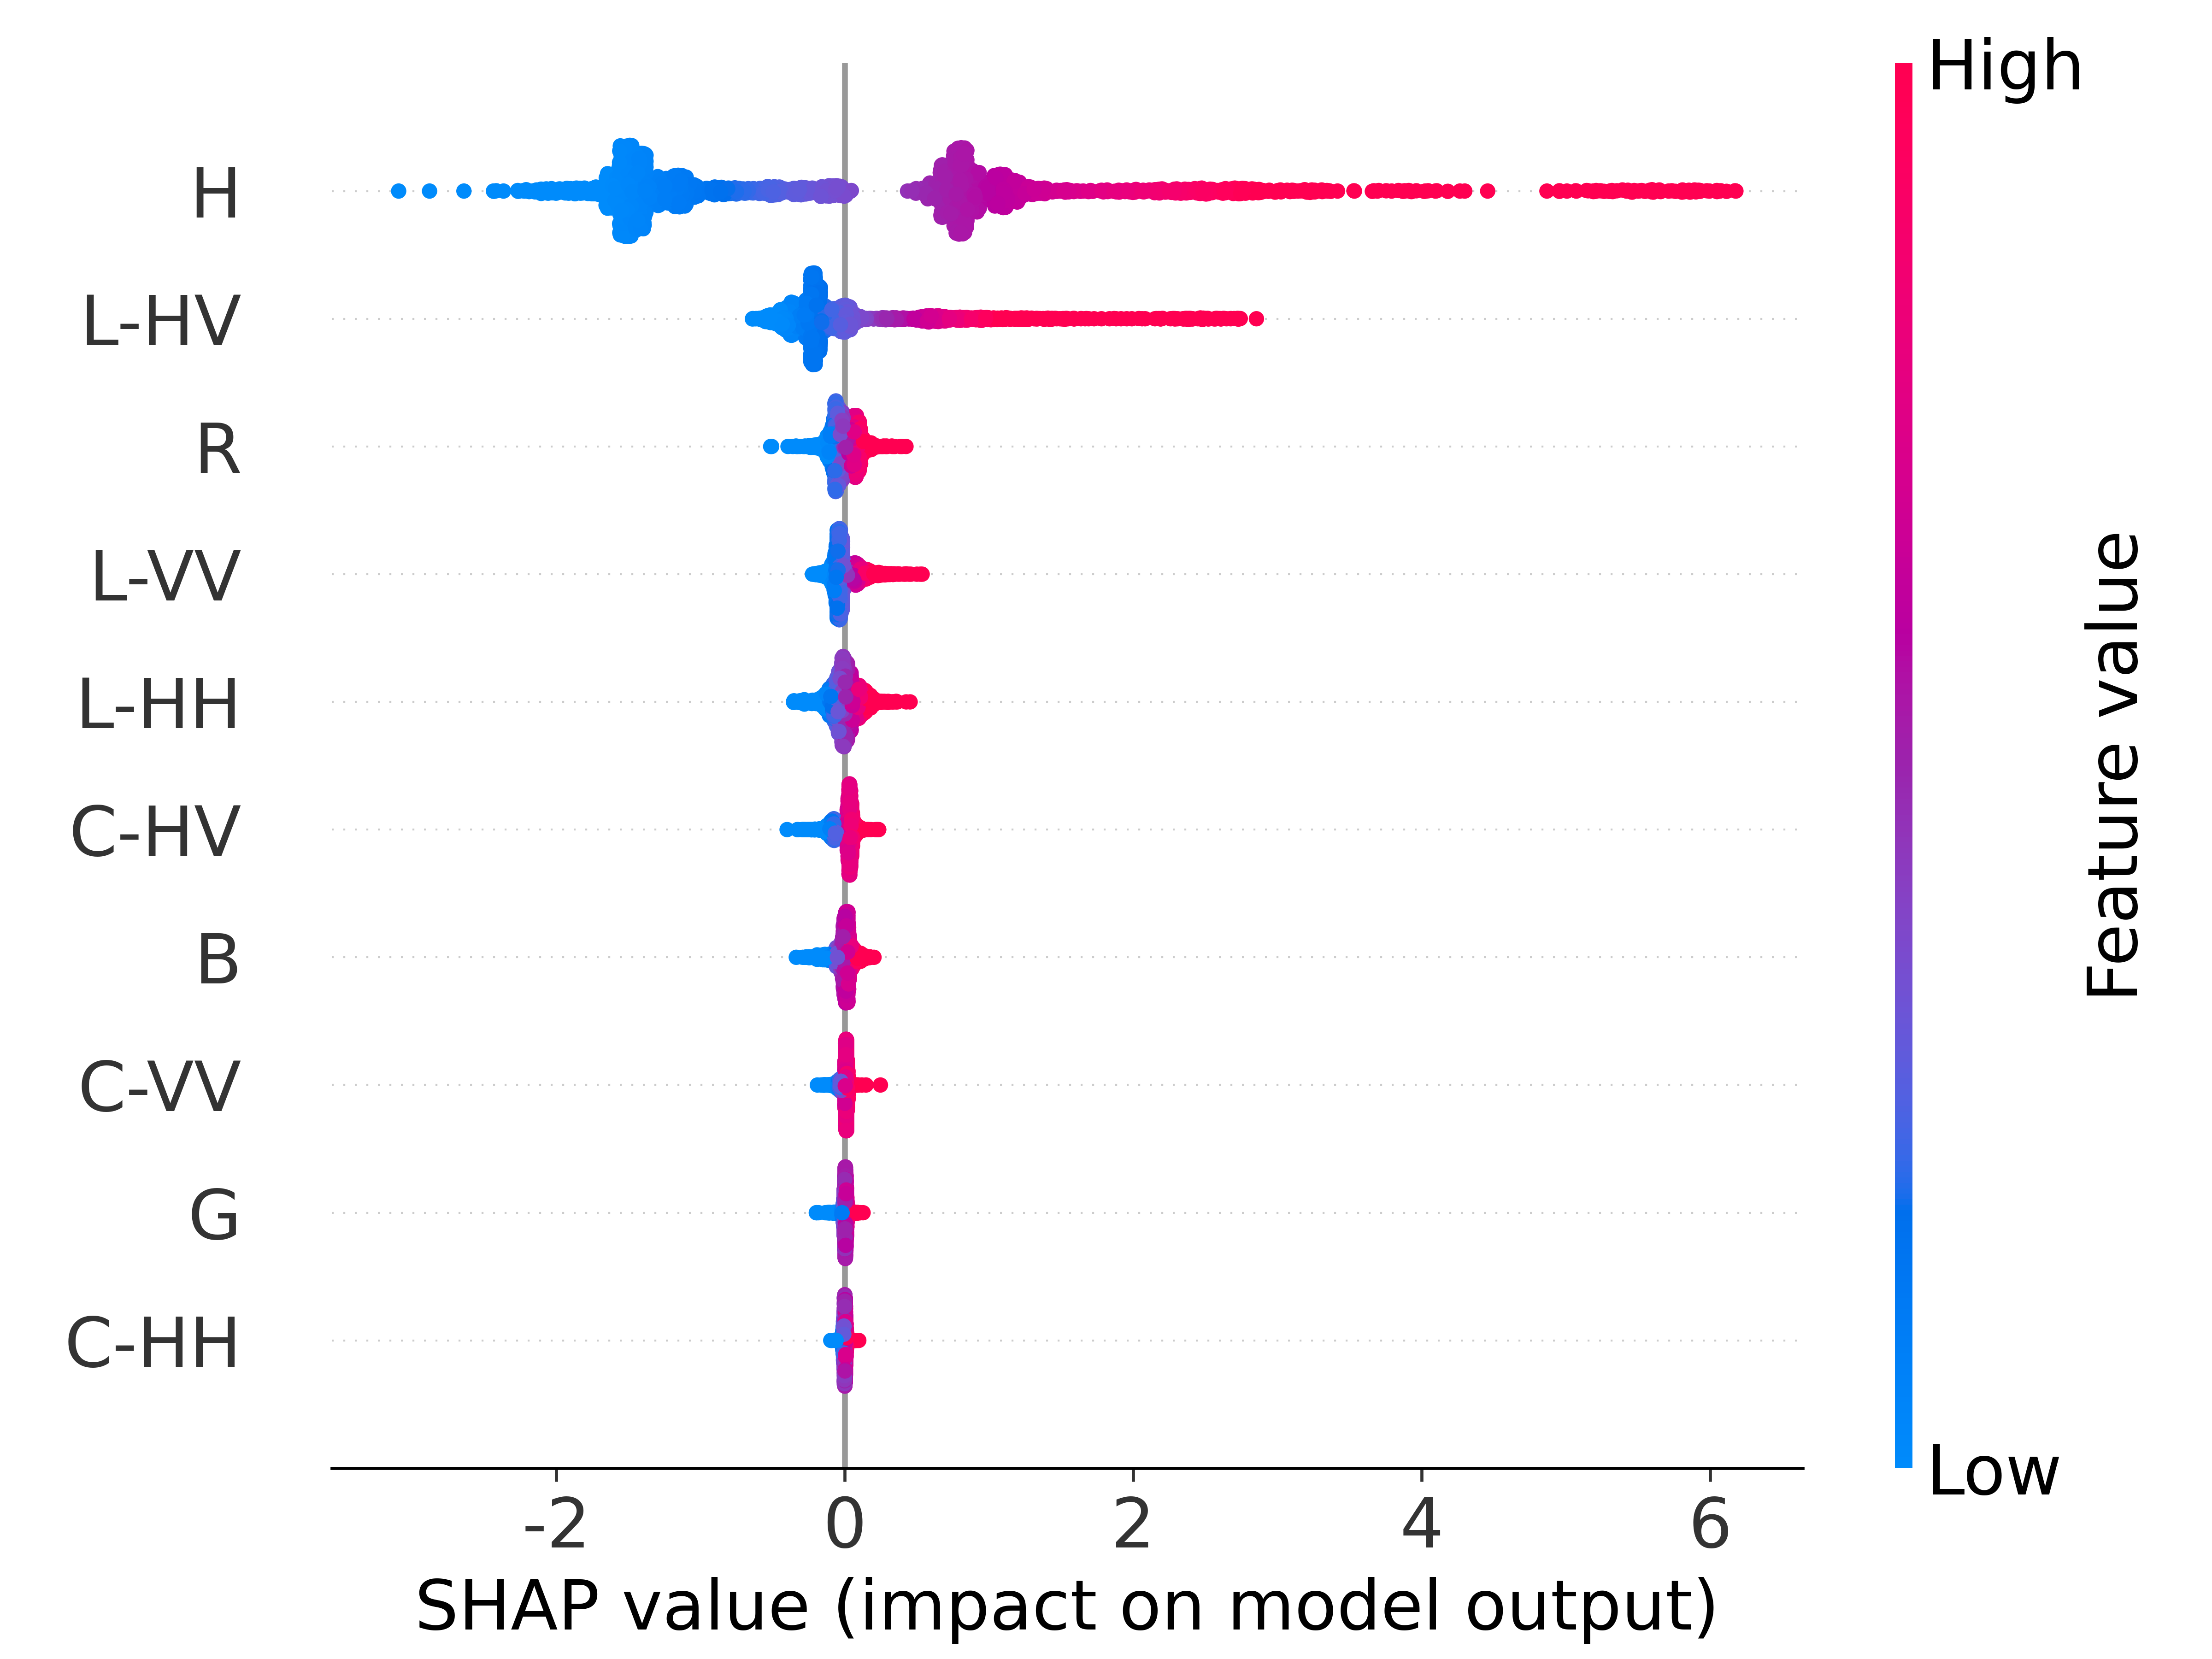 High
H
L-HV
R
L-VV
L-HH
C-HV
B
C-VV
G
C-HH
Feature value
Low
-2 0 2 4 6
SHAP value (impact on model output)